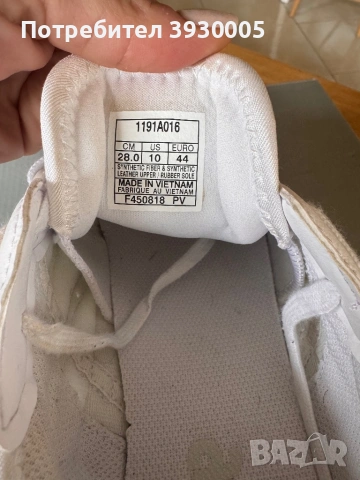 Потребител 3930005
1191A016
CM US EURO
28.0 10 44
SYNTHETIC FIBER & SYNTHETIC
LEATHER UPPER / RUBBER SOLE
MADE IN VIETNAM
FABRIQUE AU VIETNAM
F450818 PV
BAZAR